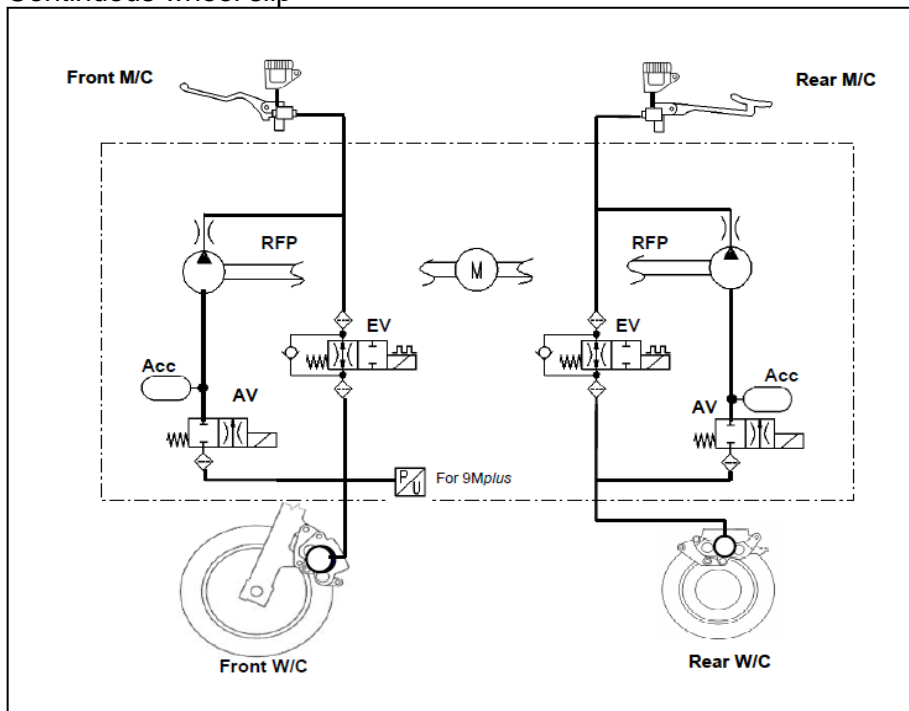 Continuous wheel slip
Front M/C
Rear M/C
RFP
RFP
M
EV
EV
Acc
Acc
AV
AV
P
U
For 9Mplus
Front W/C
Rear W/C